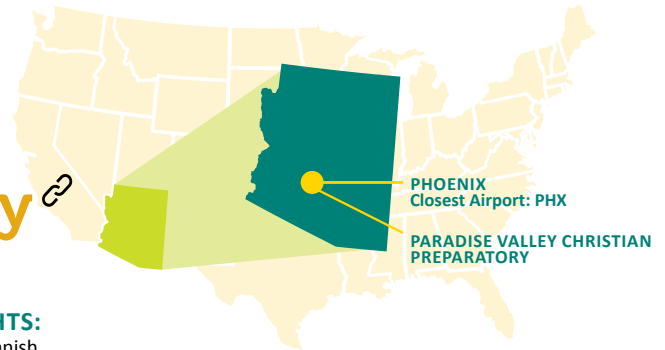 PHOENIX
Closest Airport: PHX
PARADISE VALLEY CHRISTIAN
PREPARATORY